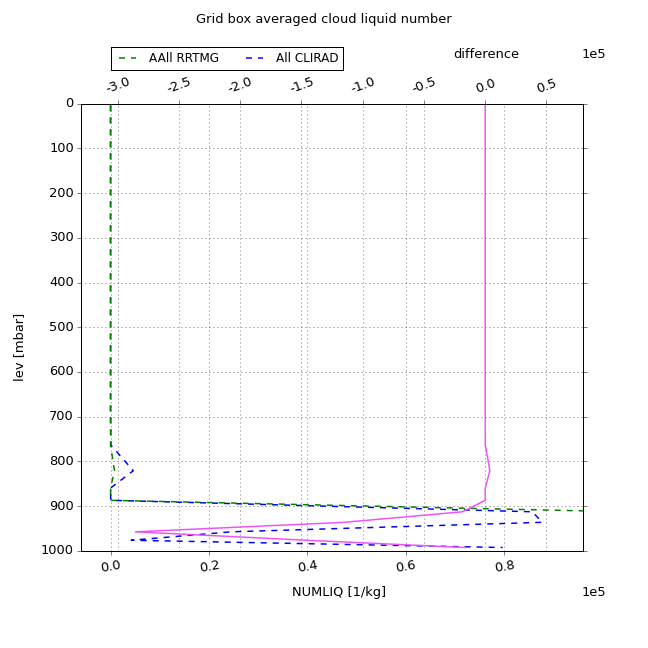 Grid box averaged cloud liquid number
AAll RRTMG All CLIRAD
difference 1e5
-3.0 -2.5 -2.0 -1.5 -1.0 -0.5 0.0 0.5
0
100
200
300
400
500
600
700
800
900
1000
lev [mbar]
0.0 0.2 0.4 0.6 0.8
NUMLIQ [1/kg] 1e5